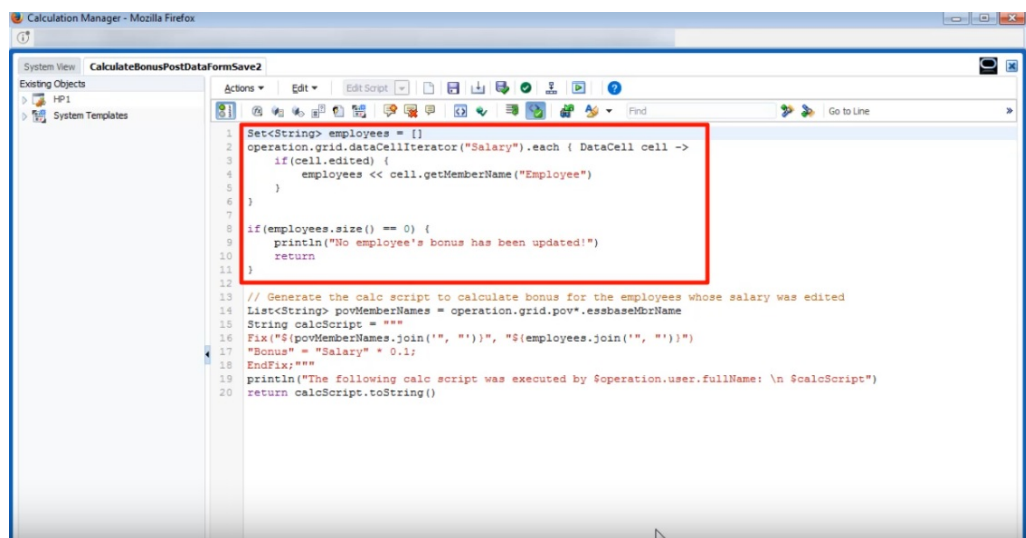 Calculation Manager - Mozilla Firefox
System View CalculateBonusPostDataFormSave2
Existing Objects
HP1
System Templates
Actions Edit Edit Script
Find Go to Line
1 Set<String> employees = []
2 operation.grid.dataCellIterator("Salary").each { DataCell cell ->
3 if(cell.edited) {
4 employees << cell.getMemberName("Employee")
5 }
6 }
7
8 if(employees.size() == 0) {
9 println("No employee's bonus has been updated!")
10 return
11 }
12
13 // Generate the calc script to calculate bonus for the employees whose salary was edited
14 List<String> povMemberNames = operation.grid.pov*.essbaseMbrName
15 String calcScript = """
16 Fix("${povMemberNames.join('", "')}", "${employees.join('", "')}")
17 "Bonus" = "Salary" * 0.1;
18 EndFix;"""
19 println("The following calc script was executed by $operation.user.fullName: \n $calcScript")
20 return calcScript.toString()